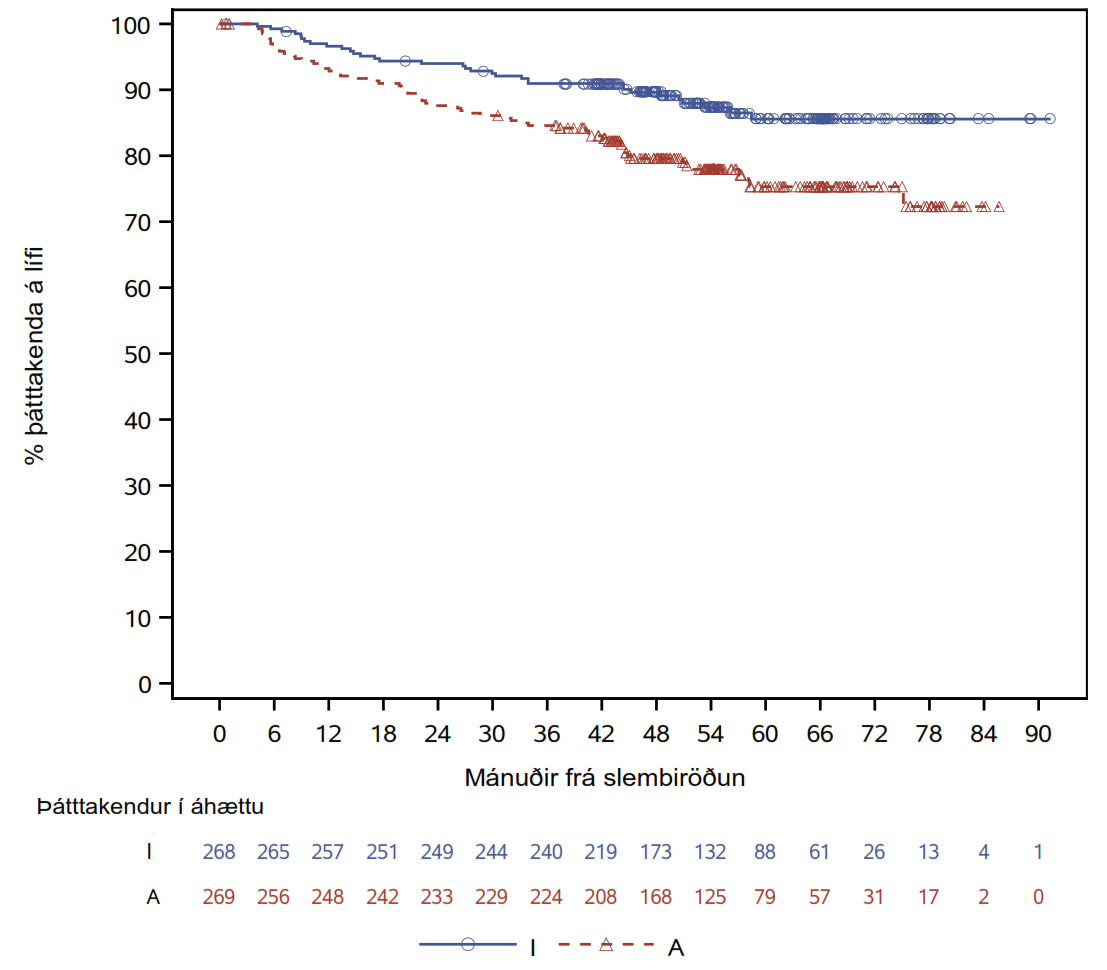 100
90
80
70
60
50
40
30
20
10
0
% þátttakenda á lífi
0 6 12 18 24 30 36 42 48 54 60 66 72 78 84 90
Mánuðir frá slembiröðun
Þátttakendur í áhættu
I 268 265 257 251 249 244 240 219 173 132 88 61 26 13 4 1
A 269 256 248 242 233 229 224 208 168 125 79 57 31 17 2 0
I A